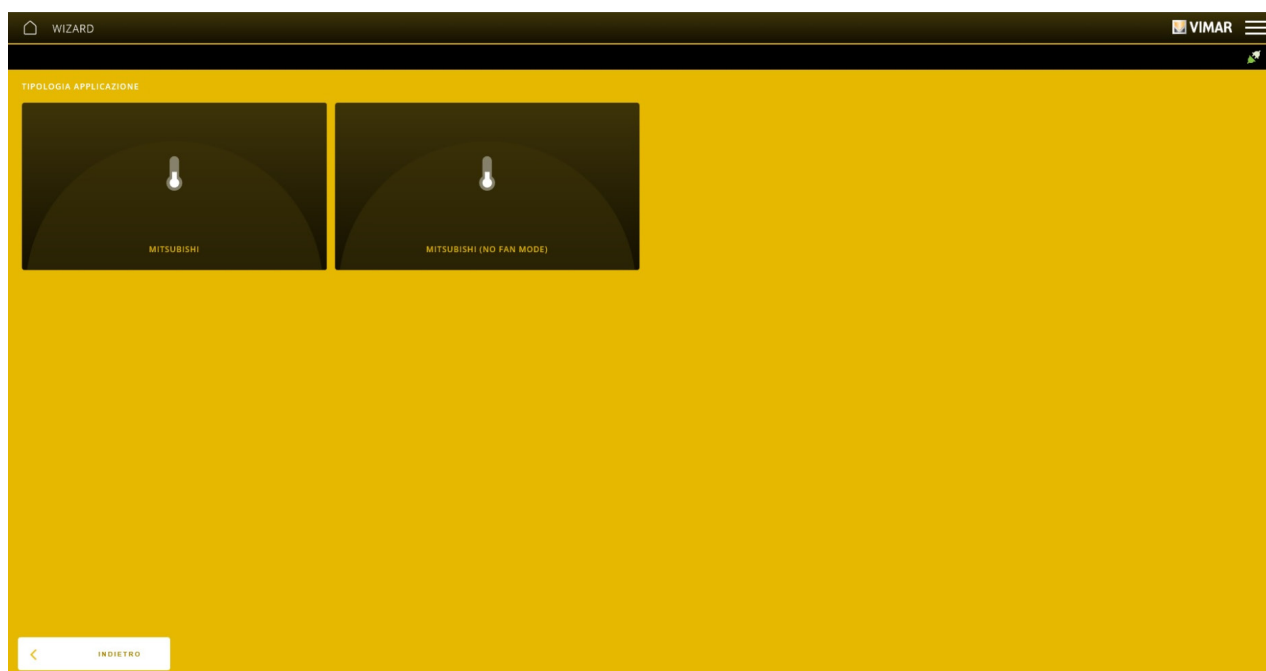 WIZARD
VIMAR
TIPOLOGIA APPLICAZIONE
MITSUBISHI
MITSUBISHI (NO FAN MODE)
INDIETRO